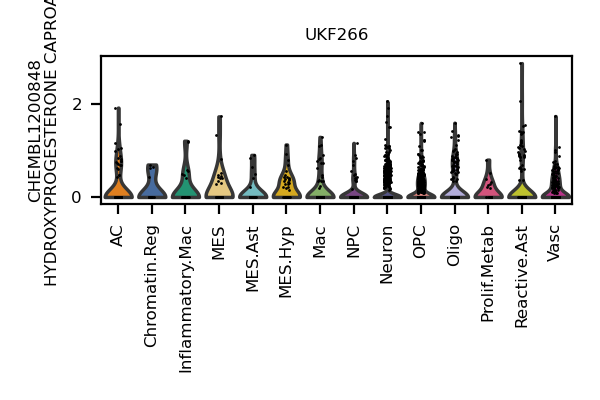 UKF266
CHEMBL1200848
HYDROXYPROGESTERONE
2
0
AC
Chromatin.Reg
Inflammatory.Mac
MES
MES.Ast
MES.Hyp
Mac
NPC
Neuron
OPC
Oligo
Prolif.Metab
Reactive.Ast
Vasc